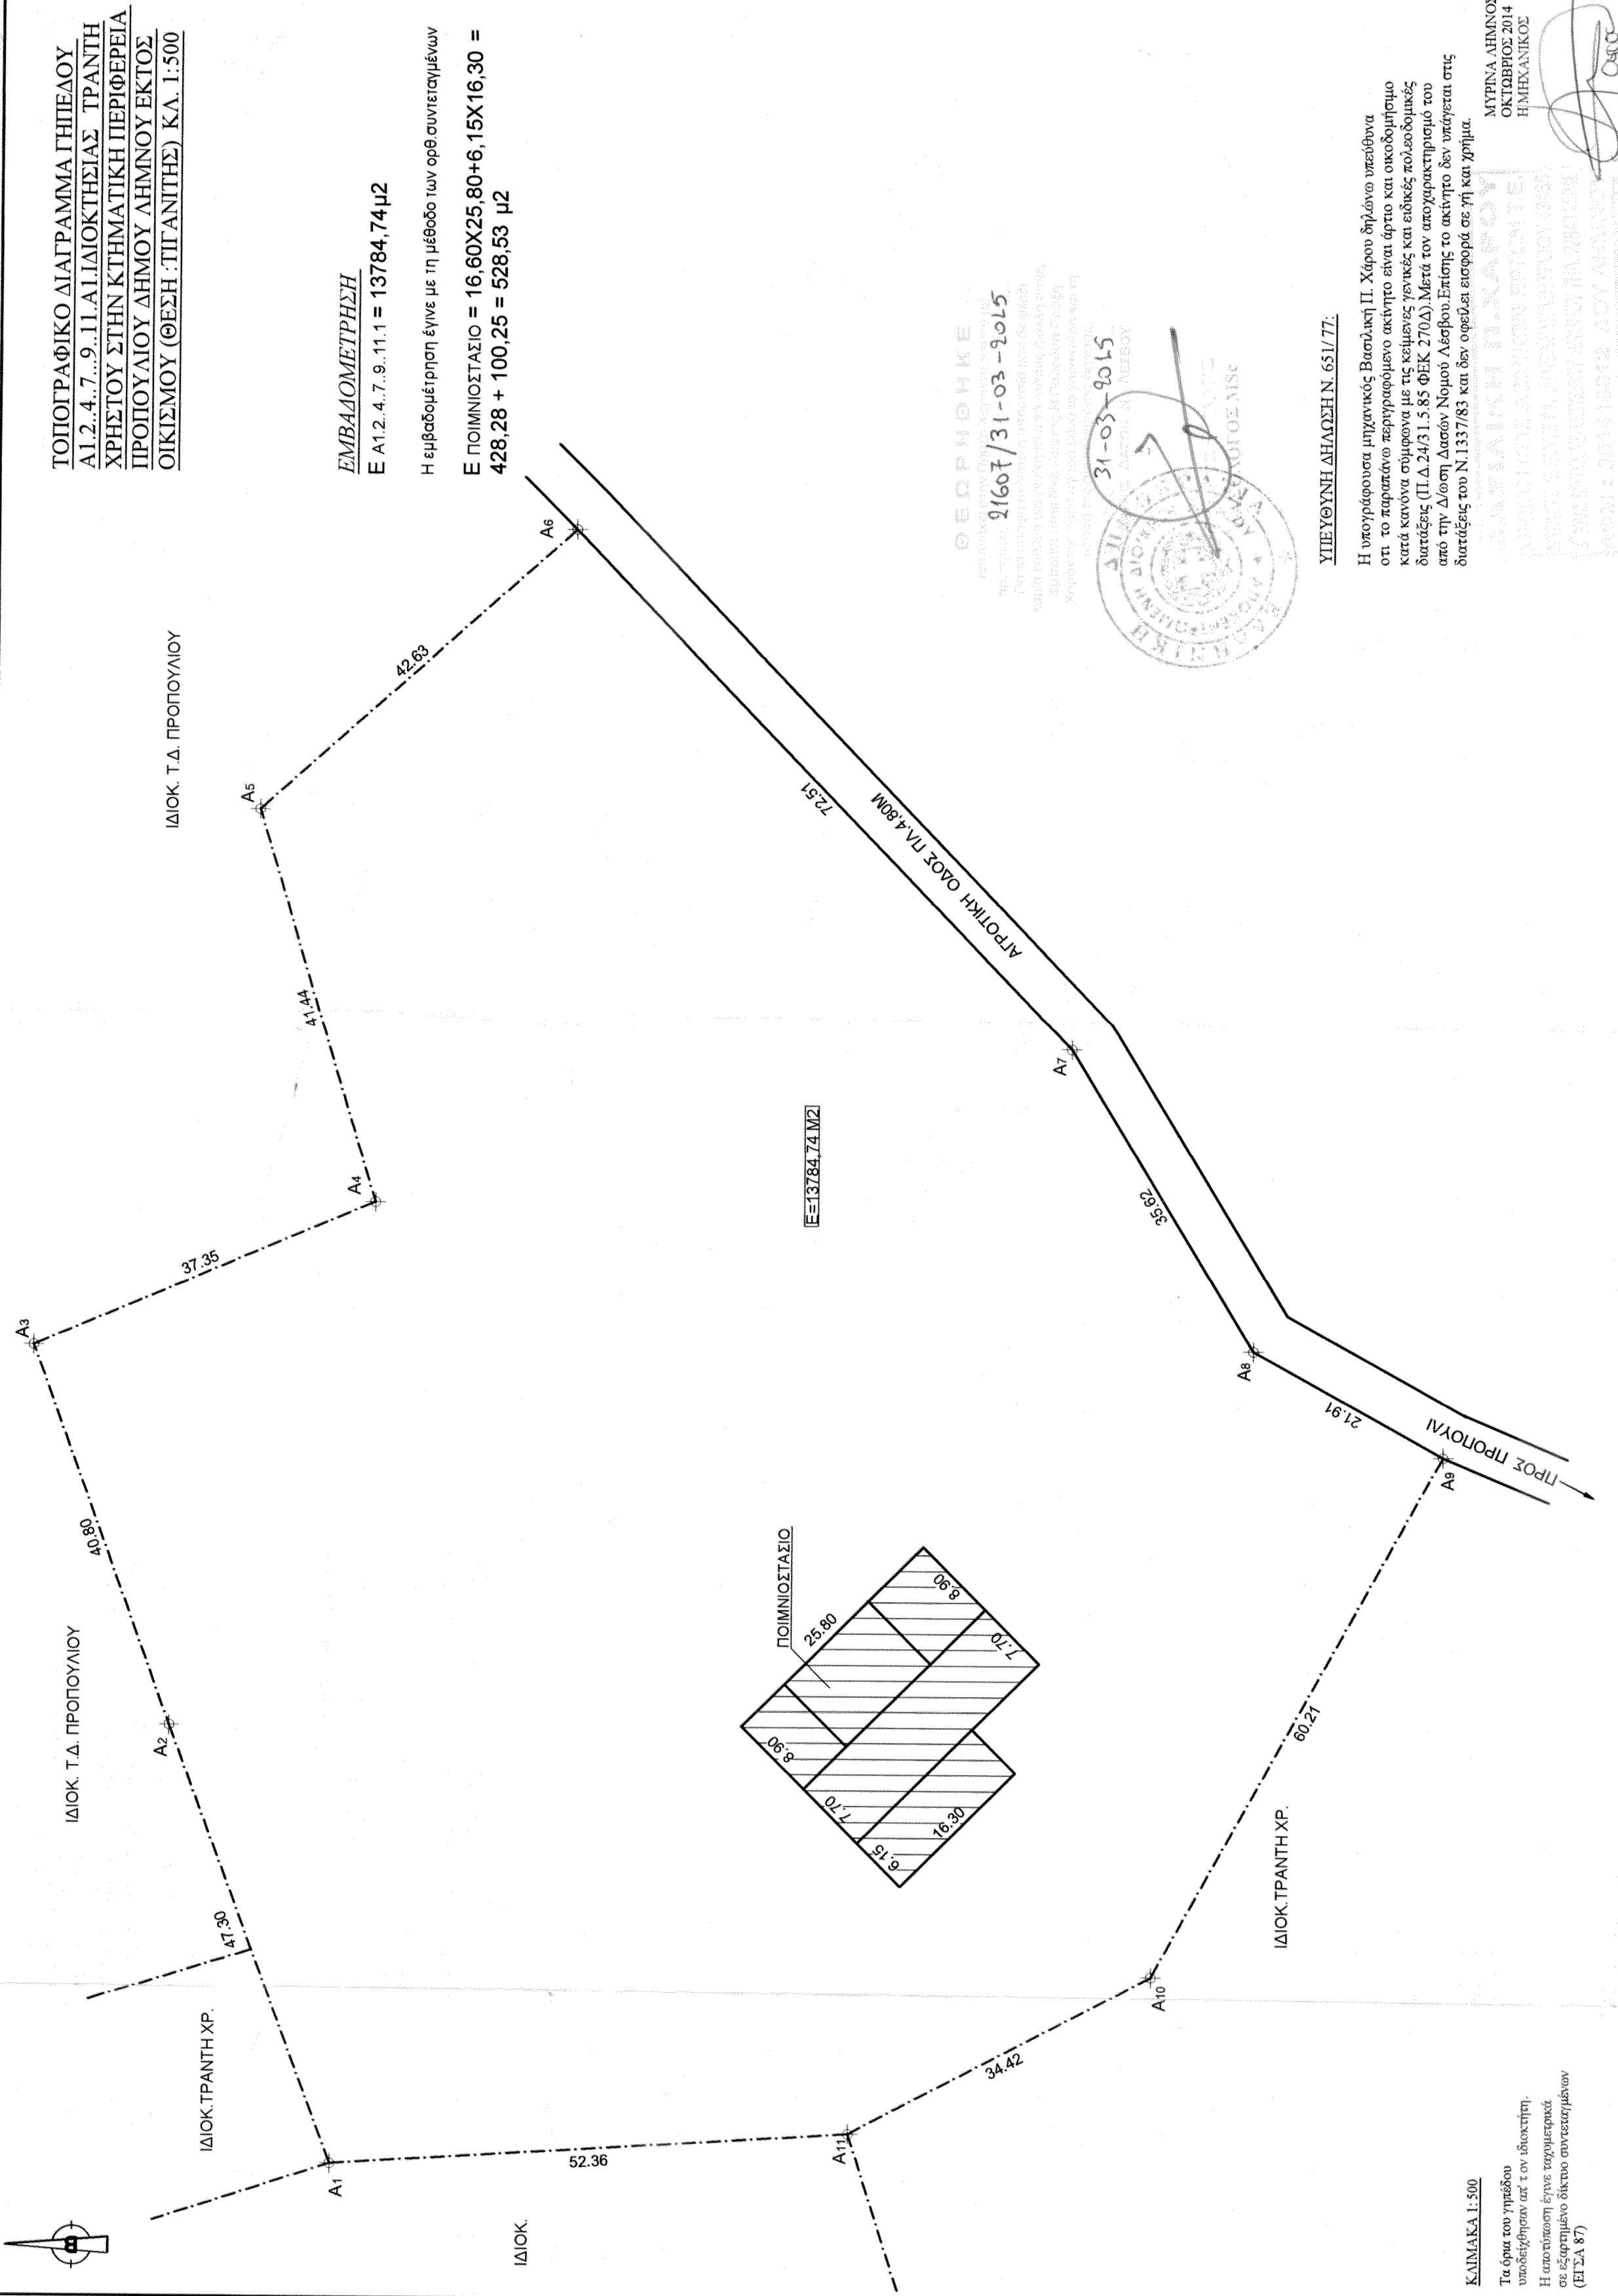 ΤΟΠΟΓΡΑΦΙΚΟ ΔΙΑΓΡΑΜΜΑ ΓΗΠΕΔΟΥ
Α1.2..4..7...9..11.Α1.ΙΔΙΟΚΤΗΣΙΑΣ ΤΡΑΝΤΗ
ΧΡΗΣΤΟΥ ΣΤΗΝ ΚΤΗΜΑΤΙΚΗ ΠΕΡΙΦΕΡΕΙΑ
ΠΡΟΠΟΥΛΙΟΥ ΔΗΜΟΥ ΛΗΜΝΟΥ ΕΚΤΟΣ
ΟΙΚΙΣΜΟΥ (ΘΕΣΗ :ΤΙΓΑΝΙΤΗΣ) ΚΛ. 1:500
ΕΜΒΑΔΟΜΕΤΡΗΣΗ
Ε Α1.2..4..7..9..11.1 = 13784,74μ2
Η εμβαδομέτρηση έγινε με τη μέθοδο των ορθ.συντεταγμένων
Ε ΠΟΙΜΝΙΟΣΤΑΣΙΟ = 16,60Χ25,80+6,15Χ16,30 =
428,28 + 100,25 = 528,53 μ2
ΙΔΙΟΚ. Τ.Δ. ΠΡΟΠΟΥΛΙΟΥ
ΙΔΙΟΚ. Τ.Δ. ΠΡΟΠΟΥΛΙΟΥ
ΙΔΙΟΚ.ΤΡΑΝΤΗ ΧΡ.
ΙΔΙΟΚ.
ΙΔΙΟΚ.ΤΡΑΝΤΗ ΧΡ.
Α1
47.30
Α2
40.80
Α3
37.35
Α4
41.44
Α5
42.63
Α6
72.51
Α7
35.62
Α8
21.91
Α9
60.21
Α10
34.42
Α11
52.36
ΑΓΡΟΤΙΚΗ ΟΔΟΣ ΠΛ.4,80Μ
ΠΡΟΣ ΠΡΟΠΟΥΛΙ
Ε=13784,74 Μ2
ΠΟΙΜΝΙΟΣΤΑΣΙΟ
25.80
8.90
7.70
8.90
7.70
6.15
16.30
Β
ΘΕΩΡΗΘΗΚΕ
21607/31-03-2015
31-03-2015
ΥΠΕΥΘΥΝΗ ΔΗΛΩΣΗ Ν. 651/77:
Η υπογράφουσα μηχανικός Βασιλική Π. Χάρου δηλώνω υπεύθυνα
οτι το παραπάνω περιγραφόμενο ακίνητο είναι άρτιο και οικοδομήσιμο
κατά κανόνα σύμφωνα με τις κείμενες γενικές και ειδικές πολεοδομικές
διατάξεις (Π.Δ.24/31.5.85 ΦΕΚ 270Δ).Μετά τον αποχαρακτηρισμό του
από την Δ/ωση Δασών Νομού Λέσβου.Επίσης το ακίνητο δεν υπάγεται στις
διατάξεις του Ν.1337/83 και δεν οφείλει εισφορά σε γή και χρήμα.
ΜΥΡΙΝΑ ΛΗΜΝΟΣ
ΟΚΤΩΒΡΙΟΣ 2014
Η ΜΗΧΑΝΙΚΟΣ
ΒΑΣΙΛΙΚΗ Π. ΧΑΡΟΥ
ΚΛΙΜΑΚΑ 1: 500
Τα όρια του γηπέδου
υποδείχθησαν απ' τ ον ιδιοκτήτη.
Η αποτύπωση έγινε ταχυμετρικά
σε εξαρτημένο δίκτυο συντεταγμένων
(ΕΓΣΑ 87)